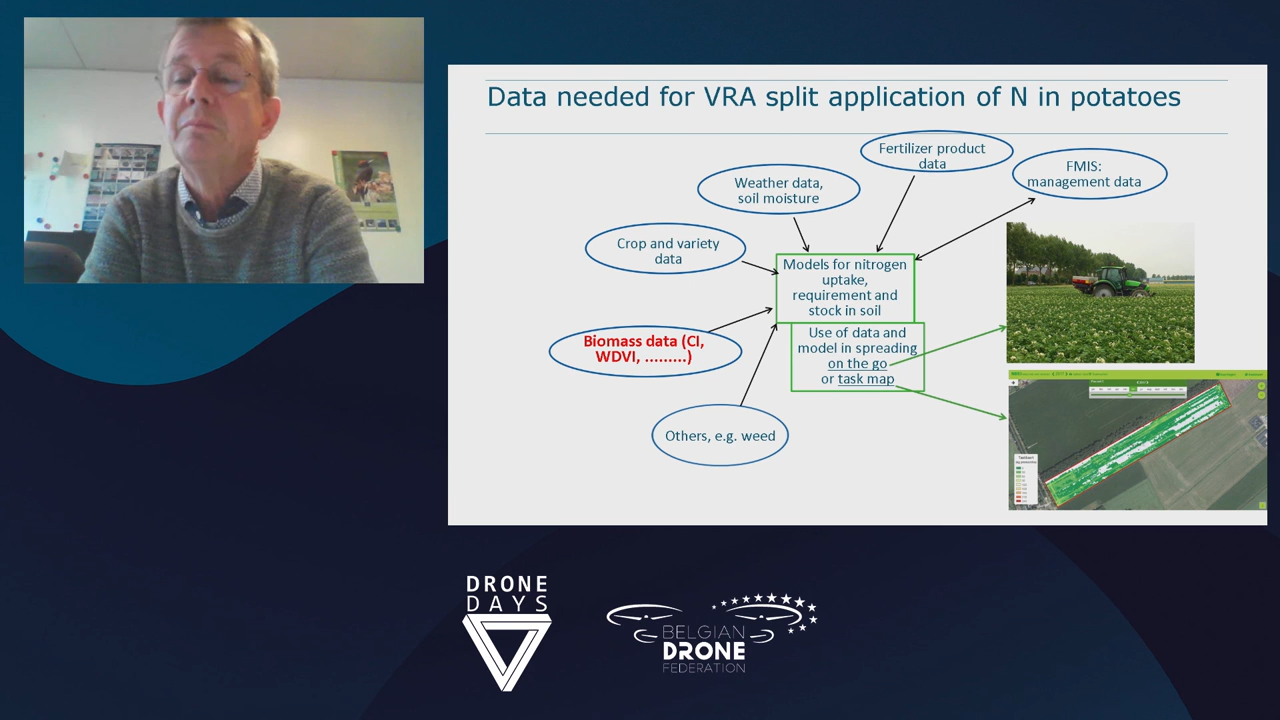 Data needed for VRA split application of N in potatoes
Fertilizer product
data
FMIS:
management data
Weather data,
soil moisture
Crop and variety
data
Models for nitrogen
uptake,
requirement and
stock in soil
Biomass data (CI,
WDVI, .........)
Use of data and
model in spreading
on the go
or task map
Others, e.g. weed
DRONE
DAYS
BELGIAN
DRONE
FEDERATION